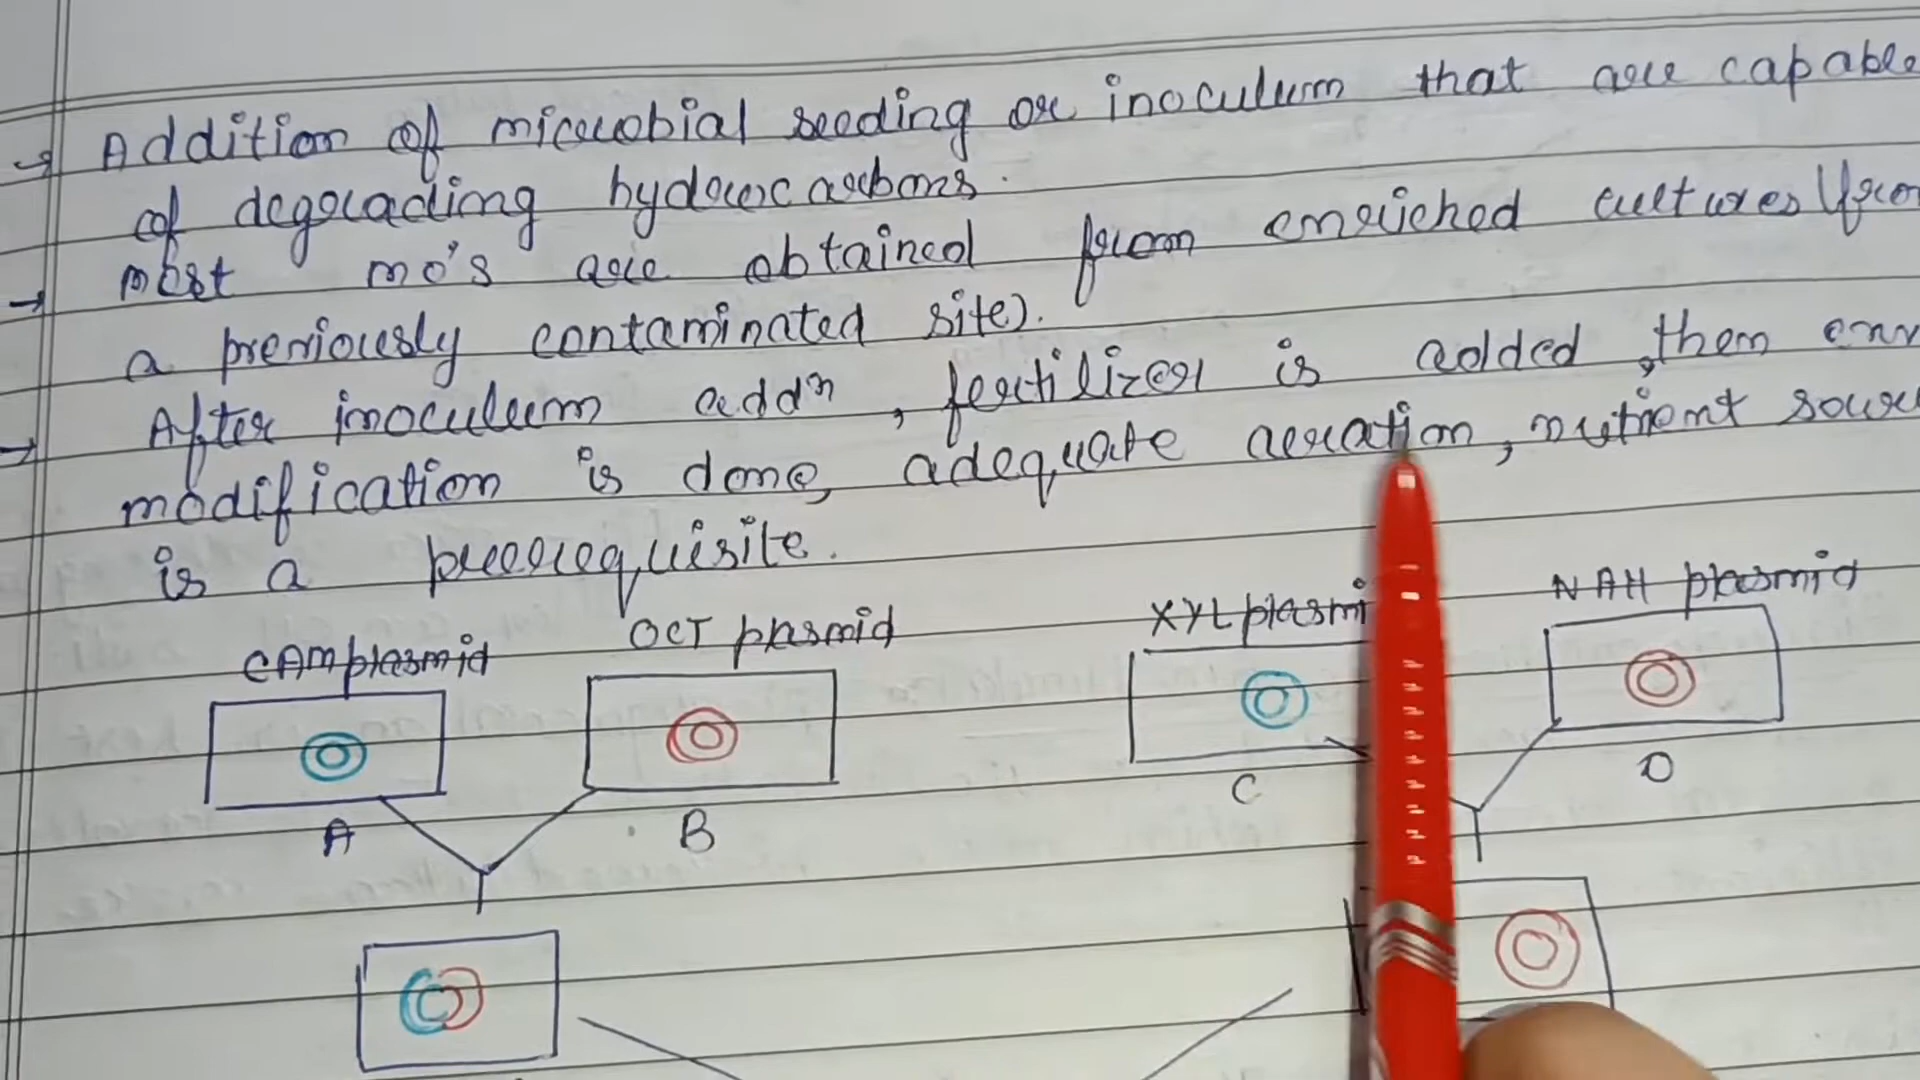 → Addition of microbial seeding or inoculum that are capable
of degrading hydrocarbons.
→ most mo's are obtained from enriched cultures (from
a previously contaminated site).
→ After inoculum addⁿ, fertilizer is added, then env
modification is done, adequate aeration, nutrient sour
is a prerequisite.
CAM plasmid OCT plasmid XYL plasmi NAH plasmid
A B C D